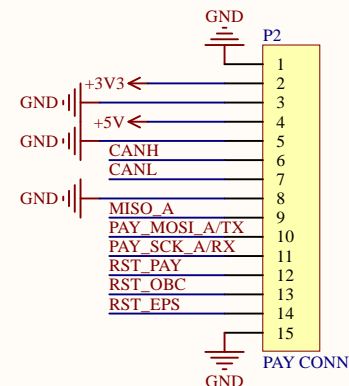 GND
P2
1
+3V3 2
GND 3
+5V 4
GND 5
CANH 6
CANL 7
GND 8
MISO_A 9
PAY_MOSI_A/TX 10
PAY_SCK_A/RX 11
RST_PAY 12
RST_OBC 13
RST_EPS 14
15
PAY CONN
GND